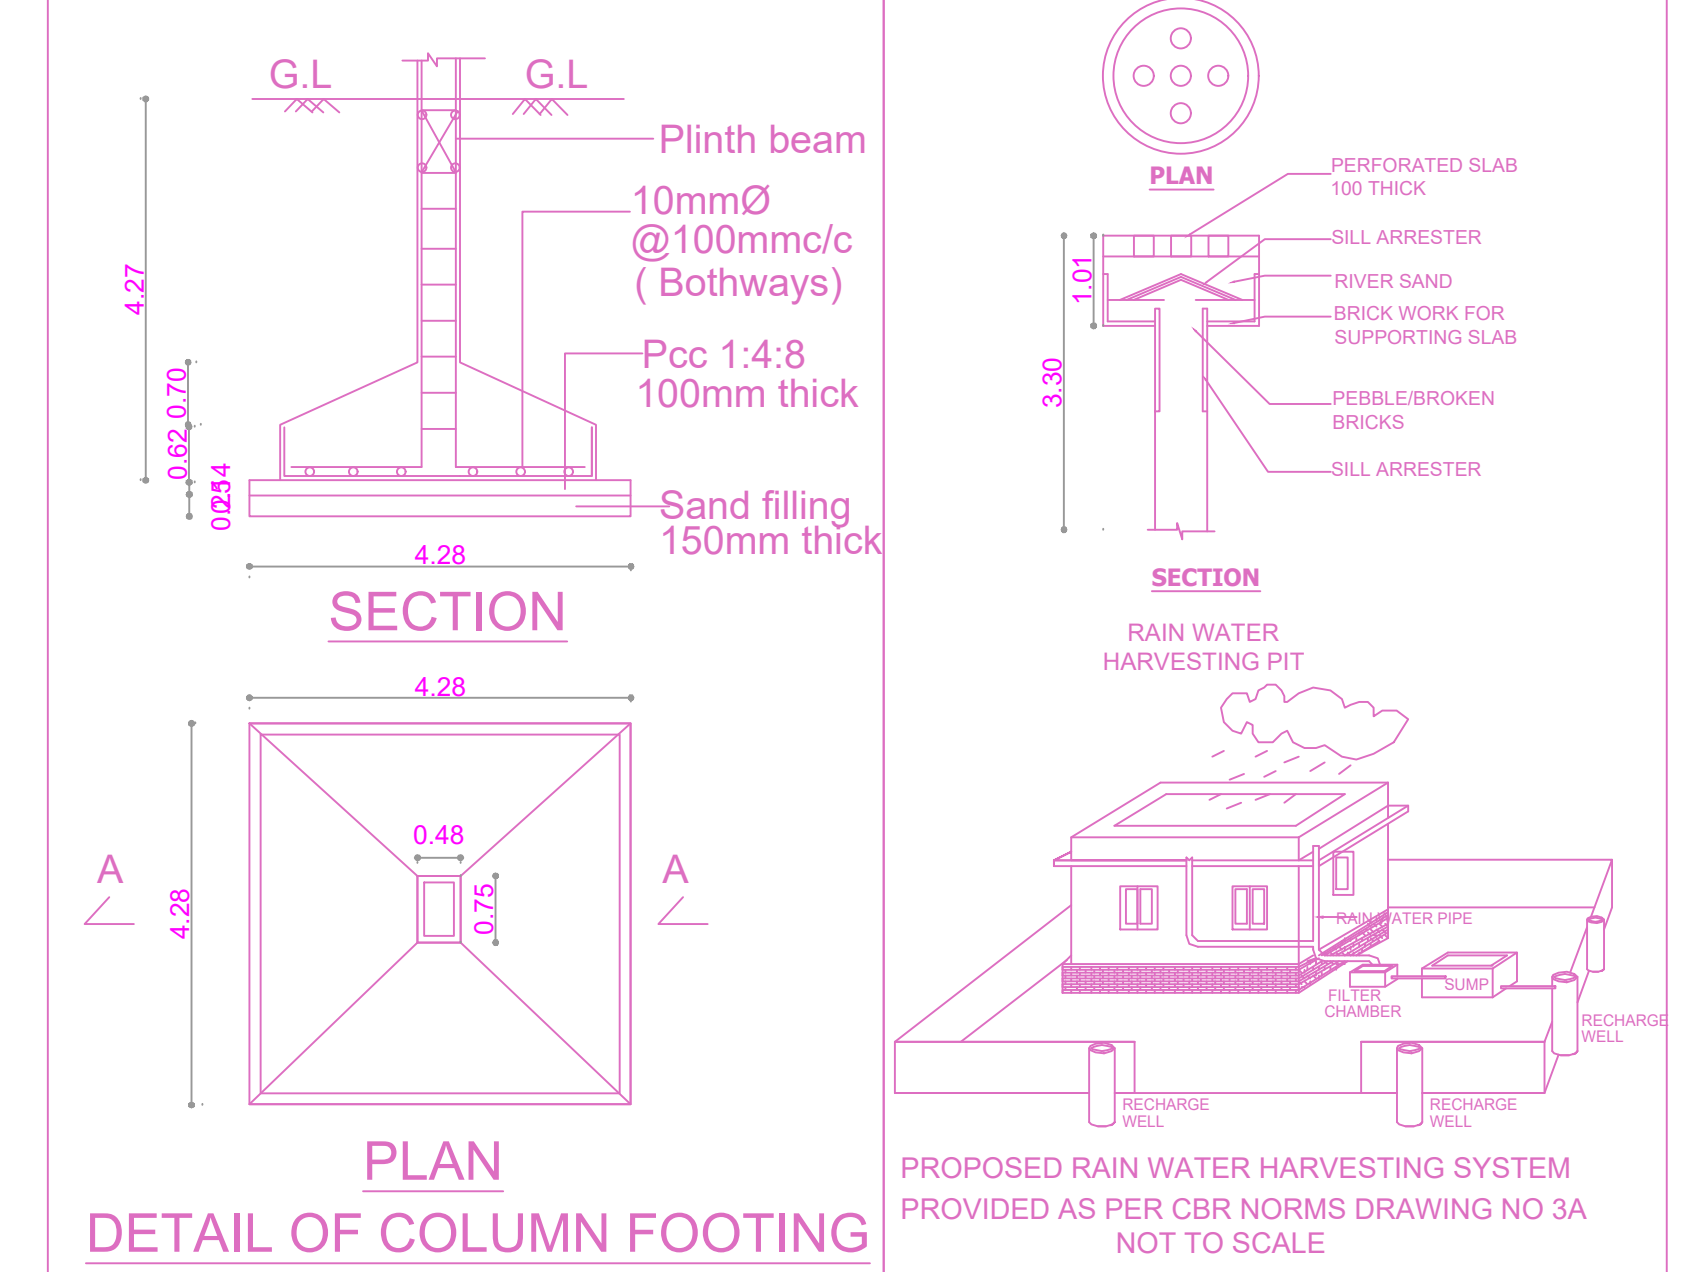 G.L
G.L
Plinth beam
10mmØ
@100mmc/c
( Bothways)
4.27
0.70
0.62
Pcc 1:4:8
100mm thick
Sand filling
150mm thick
4.28
SECTION
4.28
0.48
A
A
0.75
4.28
PLAN
DETAIL OF COLUMN FOOTING
PLAN
PERFORATED SLAB
100 THICK
SILL ARRESTER
1.01
RIVER SAND
BRICK WORK FOR
SUPPORTING SLAB
3.30
PEBBLE/BROKEN
BRICKS
SILL ARRESTER
SECTION
RAIN WATER
HARVESTING PIT
RAIN WATER PIPE
SUMP
FILTER
CHAMBER
RECHARGE
WELL
RECHARGE
WELL
RECHARGE
WELL
PROPOSED RAIN WATER HARVESTING SYSTEM
PROVIDED AS PER CBR NORMS DRAWING NO 3A
NOT TO SCALE